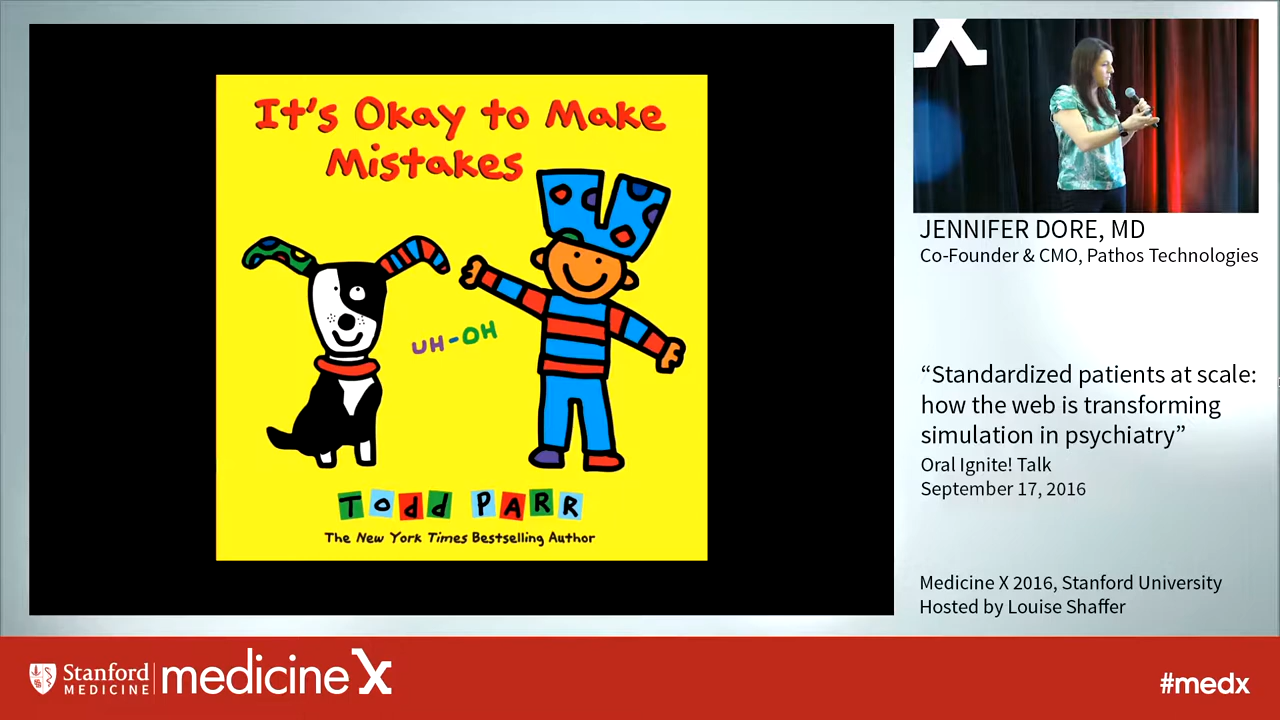 It's Okay to Make
Mistakes
UH-OH
Todd PARR
The New York Times Bestselling Author
X
JENNIFER DORE, MD
Co-Founder & CMO, Pathos Technologies
“Standardized patients at scale:
how the web is transforming
simulation in psychiatry”
Oral Ignite! Talk
September 17, 2016
Medicine X 2016, Stanford University
Hosted by Louise Shaffer
Stanford
MEDICINE
medicineX
#medx